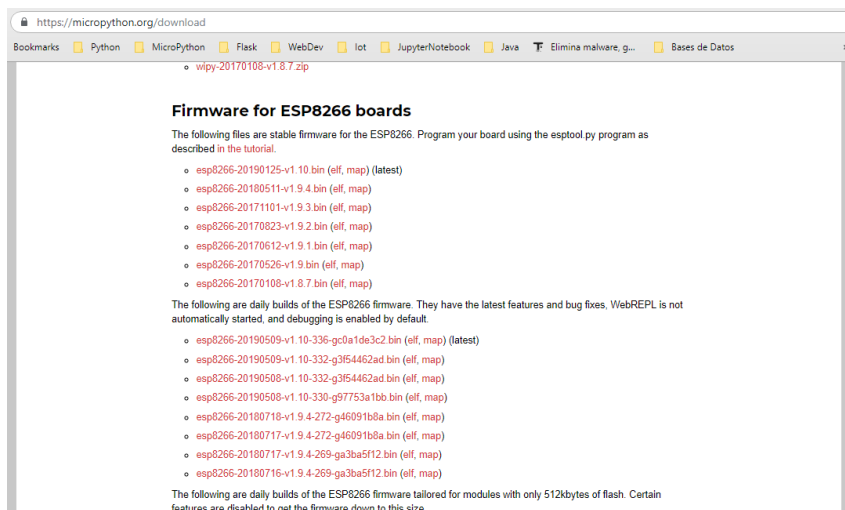 https://micropython.org/download
Bookmarks Python MicroPython Flask WebDev Iot JupyterNotebook Java Elimina malware, g... Bases de Datos
wipy-20170108-v1.8.7.zip
Firmware for ESP8266 boards
The following files are stable firmware for the ESP8266. Program your board using the esptool.py program as
described in the tutorial.
esp8266-20190125-v1.10.bin (elf, map) (latest)
esp8266-20180511-v1.9.4.bin (elf, map)
esp8266-20171101-v1.9.3.bin (elf, map)
esp8266-20170823-v1.9.2.bin (elf, map)
esp8266-20170612-v1.9.1.bin (elf, map)
esp8266-20170526-v1.9.bin (elf, map)
esp8266-20170108-v1.8.7.bin (elf, map)
The following are daily builds of the ESP8266 firmware. They have the latest features and bug fixes, WebREPL is not
automatically started, and debugging is enabled by default.
esp8266-20190509-v1.10-336-gc0a1de3c2.bin (elf, map) (latest)
esp8266-20190509-v1.10-332-g3f54462ad.bin (elf, map)
esp8266-20190508-v1.10-332-g3f54462ad.bin (elf, map)
esp8266-20190508-v1.10-330-g97753a1bb.bin (elf, map)
esp8266-20180718-v1.9.4-272-g46091b8a.bin (elf, map)
esp8266-20180717-v1.9.4-272-g46091b8a.bin (elf, map)
esp8266-20180717-v1.9.4-269-ga3ba5f12.bin (elf, map)
esp8266-20180716-v1.9.4-269-ga3ba5f12.bin (elf, map)
The following are daily builds of the ESP8266 firmware tailored for modules with only 512kbytes of flash. Certain
features are disabled to get the firmware down to this size.